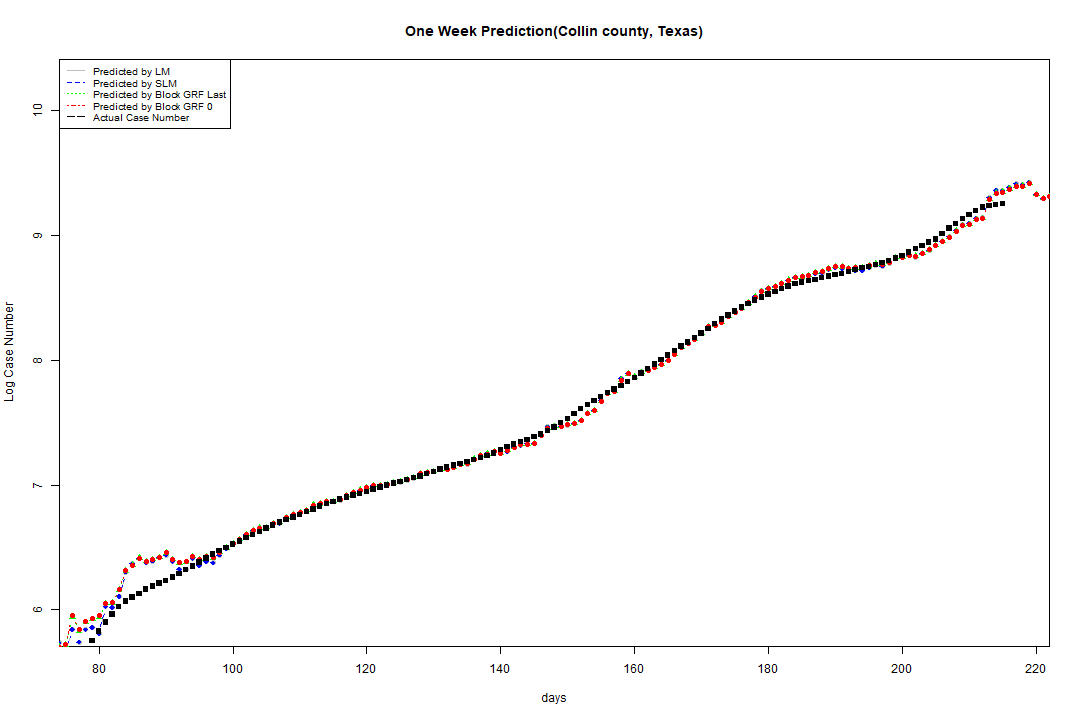 One Week Prediction(Collin county, Texas)
Predicted by LM
Predicted by SLM
Predicted by Block GRF Last
Predicted by Block GRF 0
Actual Case Number
10
9
8
7
6
Log Case Number
80 100 120 140 160 180 200 220
days